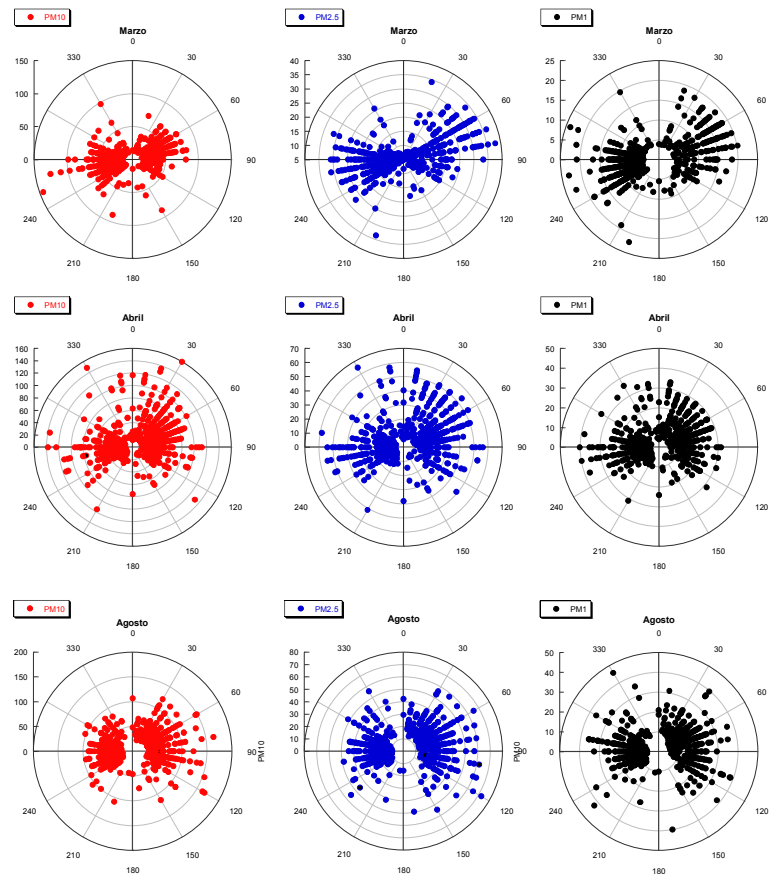 PM10 PM2.5 PM1
Marzo Marzo Marzo
0 0 0
330 30 330 30 330 30
150 40 25
35
60 30 60 20 60
100 25 15
20
50 15 10
10 5
0 5 90 0
240 120 240 120 240 120
210 150 210 150 210 150
180 180 180
PM10 PM2.5 PM1
Abril Abril Abril
0 0 0
330 30 330 30 330 30
160 70 50
140 60
120 60 50 60 40 60
100 40 30
80
60 30 20
40 20
20 10 10
0 90 0 90 0
240 120 240 120 240 120
210 150 210 150 210 150
180 180 180
PM10 PM2.5 PM1
Agosto Agosto Agosto
0 0 0
330 30 330 30 330 30
200 80 50
70
150 60 60 60 40 60
50
100 40 30
30 20
50 20
10 10
0 90 PM10 0 PM10 90 0
240 120 240 120 240 120
210 150 210 150 210 150
180 180 180